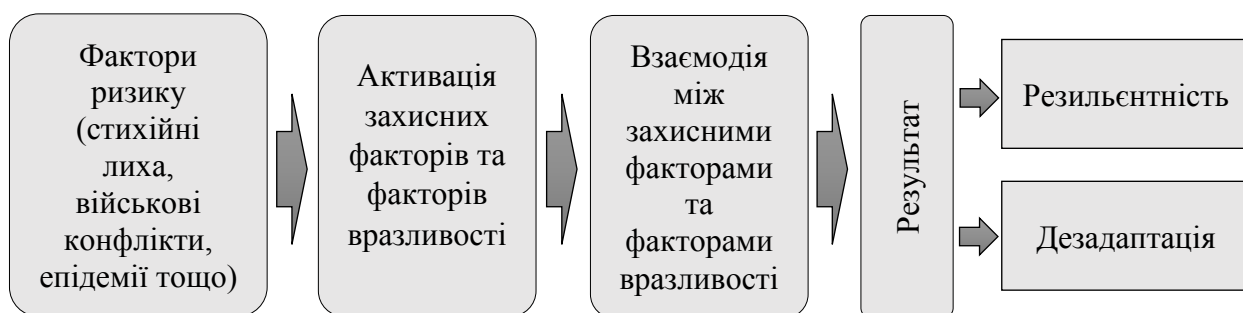 Фактори
ризику
(стихійні
лиха,
військові
конфлікти,
епідемії тощо)
Активація
захисних
факторів та
факторів
вразливості
Взаємодія
між
захисними
факторами
та
факторами
вразливості
Результат
Резильєнтність
Дезадаптація